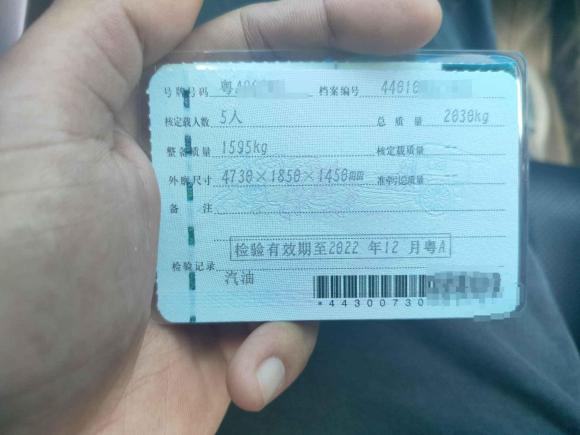 号牌号码 粤A 档案编号 44010
核定载人数 5人 总质量 2030kg
整备质量 1595kg 核定载质量 --
外廓尺寸 4730×1850×1450mm 准牵引总质量 --
备注
检验有效期至2022年12月粤A
检验记录
汽油
*44300730